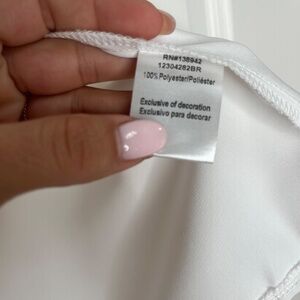 RN#138942
12304282BR
100% Polyester/Poliéster
Exclusive of decoration
Exclusivo para decorar